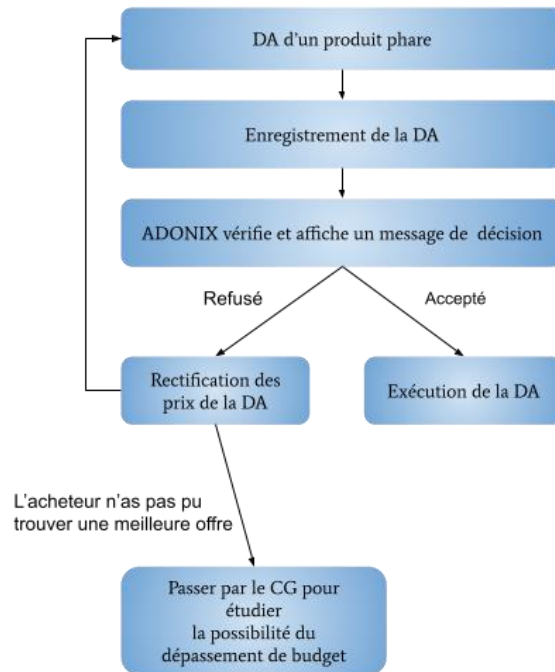 DA d'un produit phare
Enregistrement de la DA
ADONIX vérifie et affiche un message de décision
Refusé
Accepté
Rectification des
prix de la DA
Exécution de la DA
L'acheteur n'as pas pu
trouver une meilleure offre
Passer par le CG pour
étudier
la possibilité du
dépassement de budget